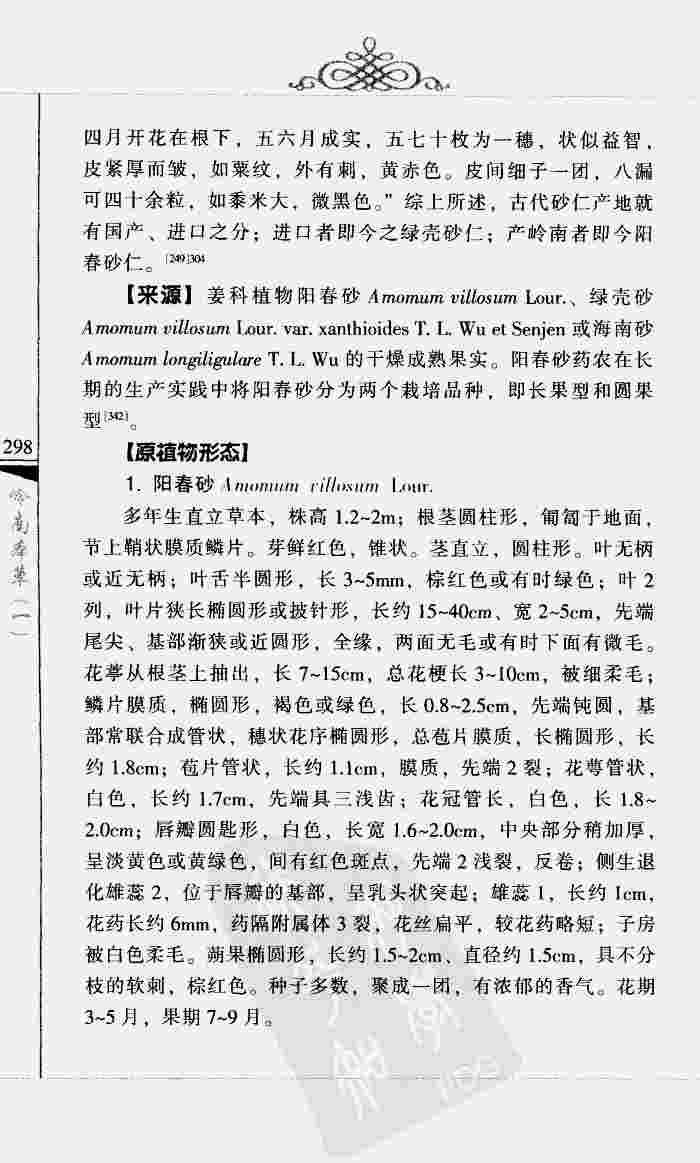 四月开花在根下，五六月成实，五七十枚为一穗，状似益智，
皮紧厚而皱，如粟纹，外有刺，黄赤色。皮间细子一团，八漏
可四十余粒，如黍米大，微黑色。”综上所述，古代砂仁产地就
有国产、进口之分；进口者即今之绿壳砂仁；产岭南者即今阳
春砂仁。[249]304
【来源】姜科植物阳春砂 Amomum villosum Lour.、绿壳砂
Amomum villosum Lour. var. xanthioides T. L. Wu et Senjen 或海南砂
Amomum longiligulare T. L. Wu 的干燥成熟果实。阳春砂药农在长
期的生产实践中将阳春砂分为两个栽培品种，即长果型和圆果
型[342]。
298
【原植物形态】
1. 阳春砂 Amomum villosum Lour.
岭南本草（一）
多年生直立草本，株高 1.2~2m；根茎圆柱形，匍匐于地面，
节上鞘状膜质鳞片。芽鲜红色，锥状。茎直立，圆柱形。叶无柄
或近无柄；叶舌半圆形，长 3~5mm，棕红色或有时绿色；叶 2
列，叶片狭长椭圆形或披针形，长约 15~40cm、宽 2~5cm，先端
尾尖、基部渐狭或近圆形，全缘，两面无毛或有时下面有微毛。
花葶从根茎上抽出，长 7~15cm，总花梗长 3~10cm，被细柔毛；
鳞片膜质，椭圆形，褐色或绿色，长 0.8~2.5cm，先端钝圆，基
部常联合成管状，穗状花序椭圆形，总苞片膜质，长椭圆形，长
约 1.8cm；苞片管状，长约 1.1cm，膜质，先端 2 裂；花萼管状，
白色，长约 1.7cm，先端具三浅齿；花冠管长，白色，长 1.8~
2.0cm；唇瓣圆匙形，白色，长宽 1.6~2.0cm，中央部分稍加厚，
呈淡黄色或黄绿色，间有红色斑点，先端 2 浅裂，反卷；侧生退
化雄蕊 2，位于唇瓣的基部，呈乳头状突起；雄蕊 1，长约 1cm，
花药长约 6mm，药隔附属体 3 裂，花丝扁平，较花药略短；子房
被白色柔毛。蒴果椭圆形，长约 1.5~2cm、直径约 1.5cm，具不分
枝的软刺，棕红色。种子多数，聚成一团，有浓郁的香气。花期
3~5 月，果期 7~9 月。